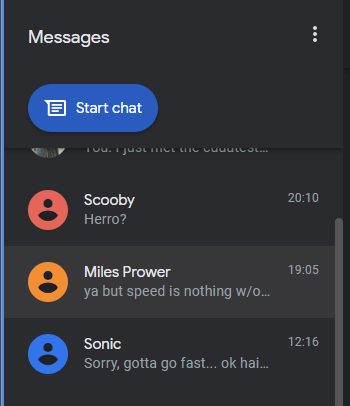 Messages
Start chat
You: I just met the cuuutest...
Scooby 20:10
Herro?
Miles Prower 19:05
ya but speed is nothing w/o...
Sonic 12:16
Sorry, gotta go fast... ok hai...